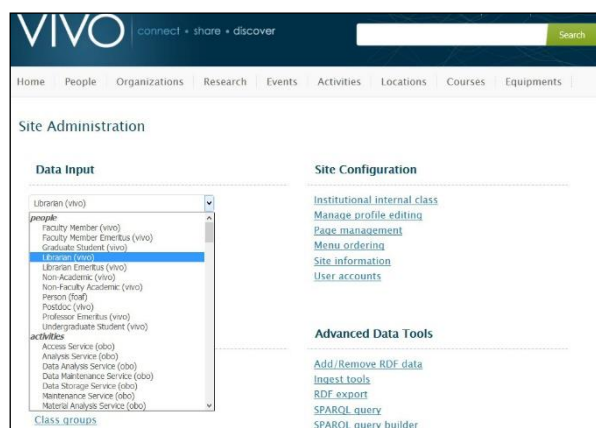 VIVO connect • share • discover
Search
Home People Organizations Research Events Activities Locations Courses Equipments
Site Administration
Data Input
Librarian (vivo)
people
Faculty Member (vivo)
Faculty Member Emeritus (vivo)
Graduate Student (vivo)
Librarian (vivo)
Librarian Emeritus (vivo)
Non-Academic (vivo)
Non-Faculty Academic (vivo)
Person (foaf)
Postdoc (vivo)
Professor Emeritus (vivo)
Undergraduate Student (vivo)
activities
Access Service (obo)
Analysis Service (obo)
Data Analysis Service (obo)
Data Maintenance Service (obo)
Data Storage Service (obo)
Maintenance Service (obo)
Material Analysis Service (obo)
Class groups
Site Configuration
Institutional internal class
Manage profile editing
Page management
Menu ordering
Site information
User accounts
Advanced Data Tools
Add/Remove RDF data
Ingest tools
RDF export
SPARQL query
SPARQL query builder